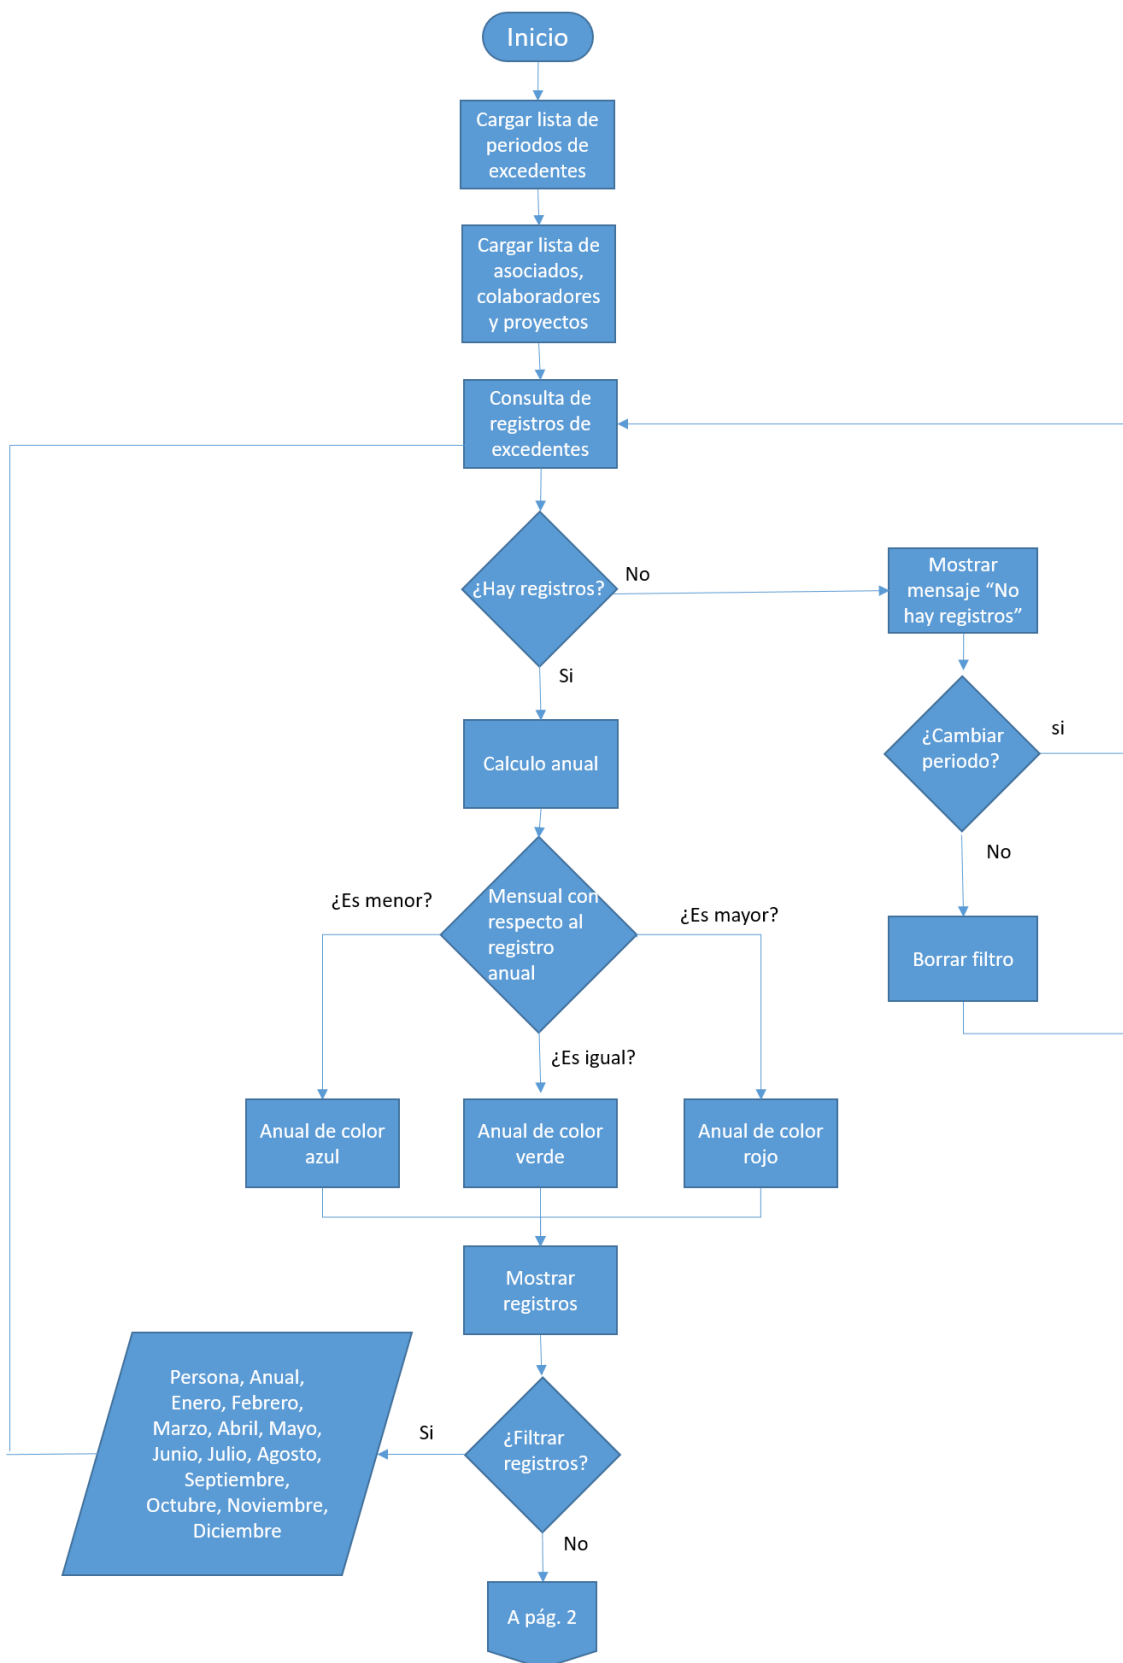 Inicio
Cargar lista de
periodos de
excedentes
Cargar lista de
asociados,
colaboradores
y proyectos
Consulta de
registros de
excedentes
¿Hay registros?
No
Mostrar
mensaje “No
hay registros”
Si
¿Cambiar
periodo?
si
Calculo anual
No
¿Es menor?
Mensual con
respecto al
registro
anual
¿Es mayor?
Borrar filtro
¿Es igual?
Anual de color
azul
Anual de color
verde
Anual de color
rojo
Mostrar
registros
Persona, Anual,
Enero, Febrero,
Marzo, Abril, Mayo,
Junio, Julio, Agosto,
Septiembre,
Octubre, Noviembre,
Diciembre
Si
¿Filtrar
registros?
No
A pág. 2